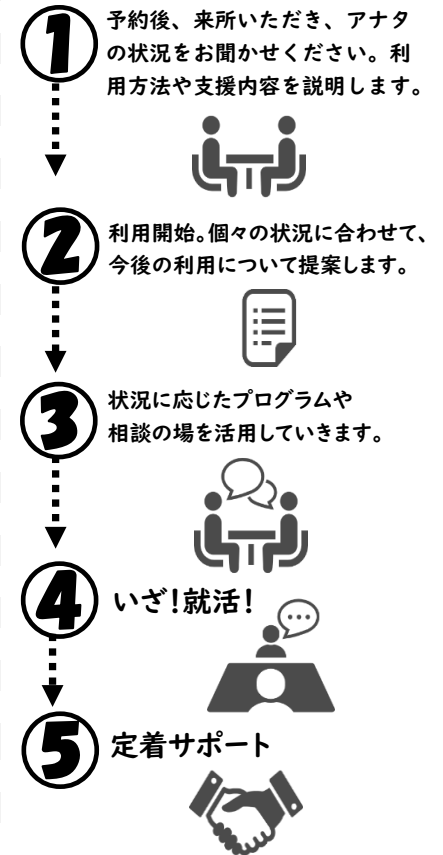 1
予約後、来所いただき、アナタ
の状況をお聞かせください。利
用方法や支援内容を説明します。
2
利用開始。個々の状況に合わせて、
今後の利用について提案します。
3
状況に応じたプログラムや
相談の場を活用していきます。
4
いざ!就活!
5
定着サポート